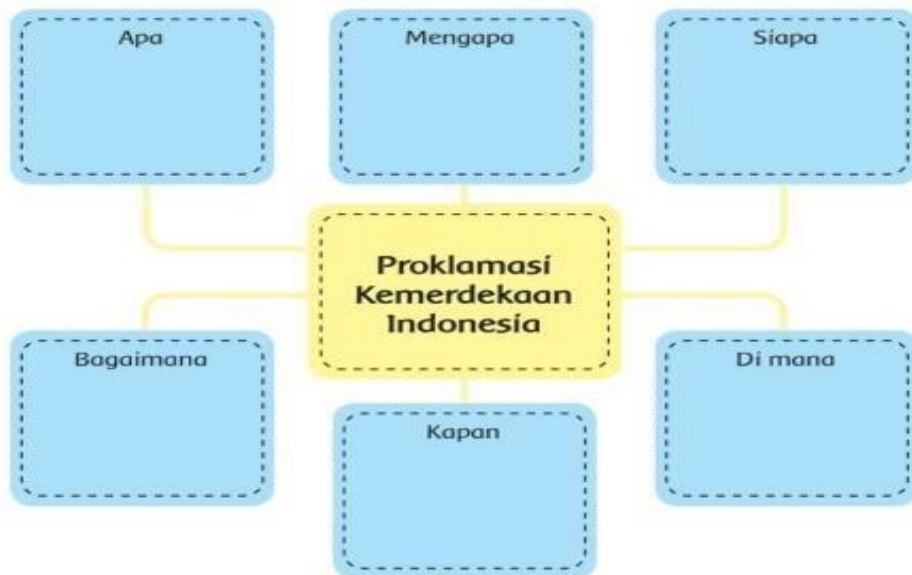 Apa
Mengapa
Siapa
Proklamasi
Kemerdekaan
Indonesia
Bagaimana
Kapan
Di mana